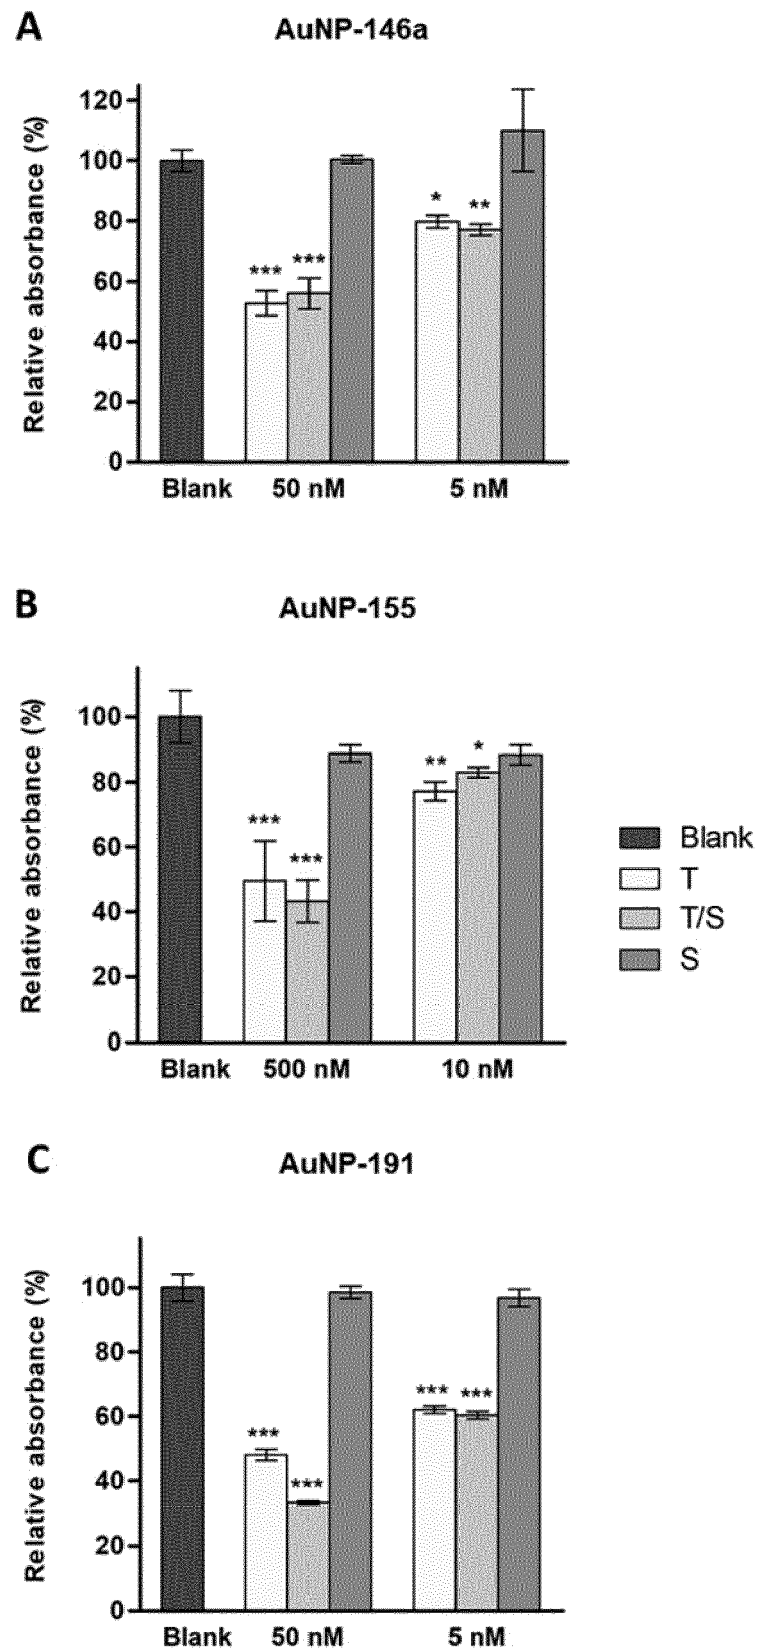 A
AuNP-146a
Relative absorbance (%)
120
100
80
60
40
20
0
***
***
*
**
Blank
50 nM
5 nM
B
AuNP-155
Relative absorbance (%)
100
80
60
40
20
0
***
***
**
*
Blank
500 nM
10 nM
Blank
T
T/S
S
C
AuNP-191
Relative absorbance (%)
100
80
60
40
20
0
***
***
***
***
Blank
50 nM
5 nM